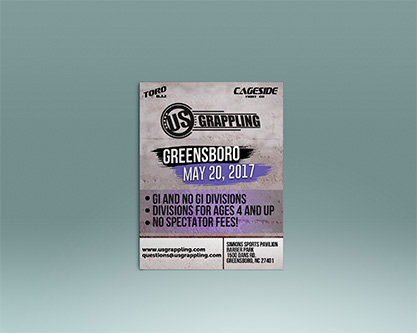 TORO CAGESIDE
B.J.J. FIGHT CO
US GRAPPLING
GREENSBORO
MAY 20, 2017
• GI AND NO GI DIVISIONS
• DIVISIONS FOR AGES 4 AND UP
• NO SPECTATOR FEES!
www.usgrappling.com
questions@usgrappling.com
SIMKINS SPORTS PAVILION
BARBER PARK
1500 DANS RD,
GREENSBORO, NC 27401